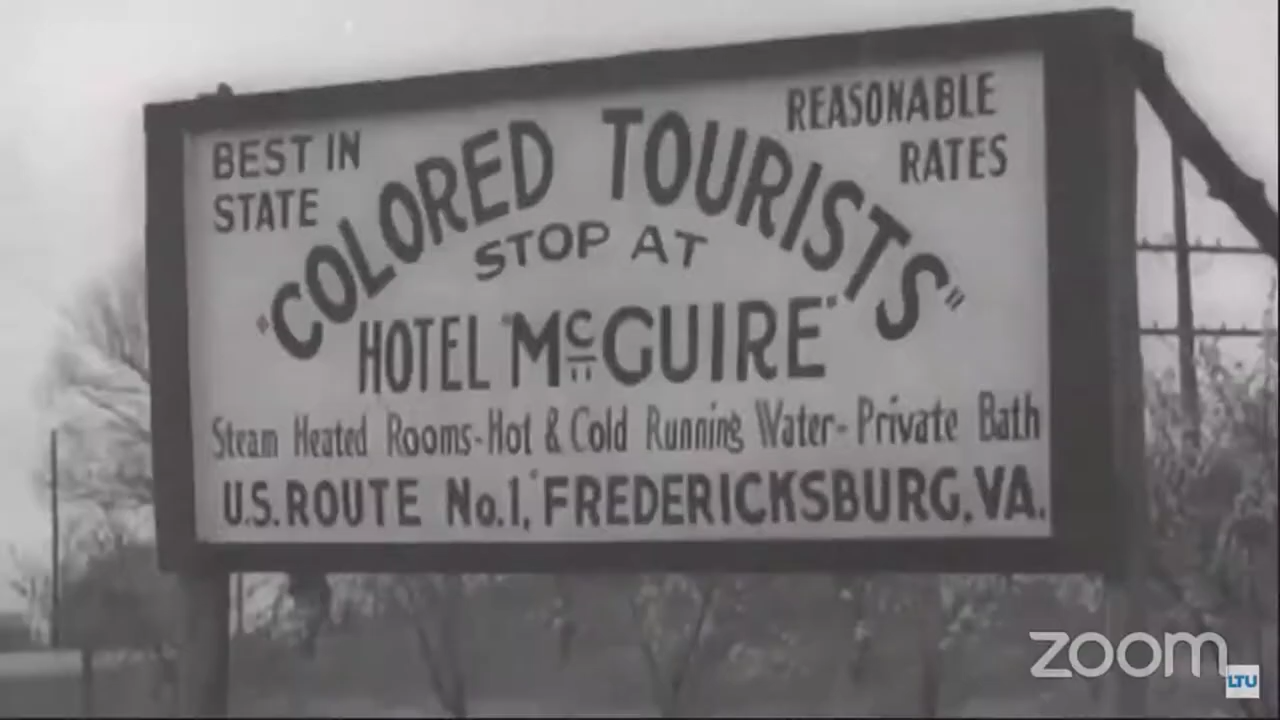 BEST IN
STATE
REASONABLE
RATES
"COLORED TOURISTS"
STOP AT
HOTEL "McGUIRE"
Steam Heated Rooms-Hot & Cold Running Water-Private Bath
U.S. ROUTE No.1, FREDERICKSBURG, VA.
zoom
LTU